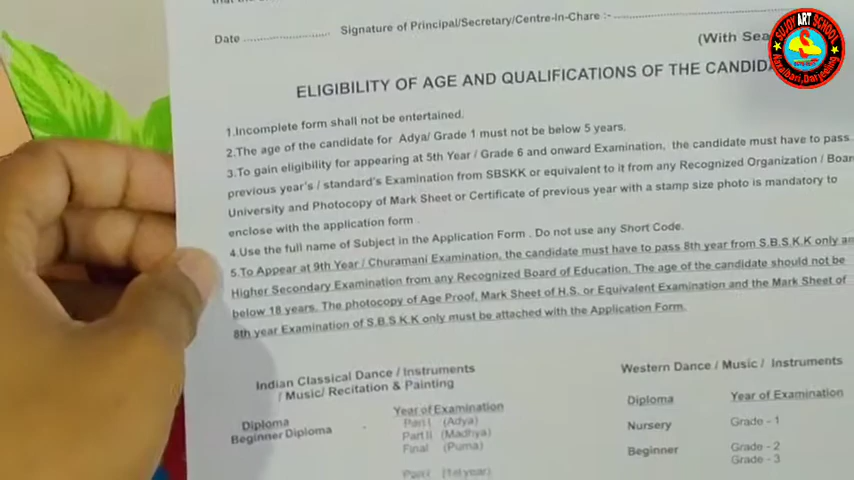 Date
Signature of Principal/Secretary/Centre-in-Chare :-
(With Sea
SUJOY ART SCHOOL
Naxalbari, Darjeeling
ELIGIBILITY OF AGE AND QUALIFICATIONS OF THE CANDIDA
1.Incomplete form shall not be entertained.
2.The age of the candidate for Adya/ Grade 1 must not be below 5 years.
3.To gain eligibility for appearing at 5th Year / Grade 6 and onward Examination, the candidate must have to pass
previous year's / standard's Examination from SBSKK or equivalent to it from any Recognized Organization / Boar
University and Photocopy of Mark Sheet or Certificate of previous year with a stamp size photo is mandatory to
enclose with the application form .
4.Use the full name of Subject in the Application Form . Do not use any Short Code.
5.To Appear at 9th Year / Churamani Examination, the candidate must have to pass 8th year from S.B.S.K.K only an
Higher Secondary Examination from any Recognized Board of Education. The age of the candidate should not be
below 18 years. The photocopy of Age Proof, Mark Sheet of H.S. or Equivalent Examination and the Mark Sheet of
8th year Examination of S.B.S.K.K only must be attached with the Application Form.
Indian Classical Dance / Instruments
/ Music/ Recitation & Painting
Diploma
Year of Examination
Beginner Diploma
Part I (Adya)
Part II (Madhya)
Final (Purna)
Part I (1st year)
Western Dance / Music / Instruments
Diploma
Year of Examination
Nursery
Grade - 1
Beginner
Grade - 2
Grade - 3